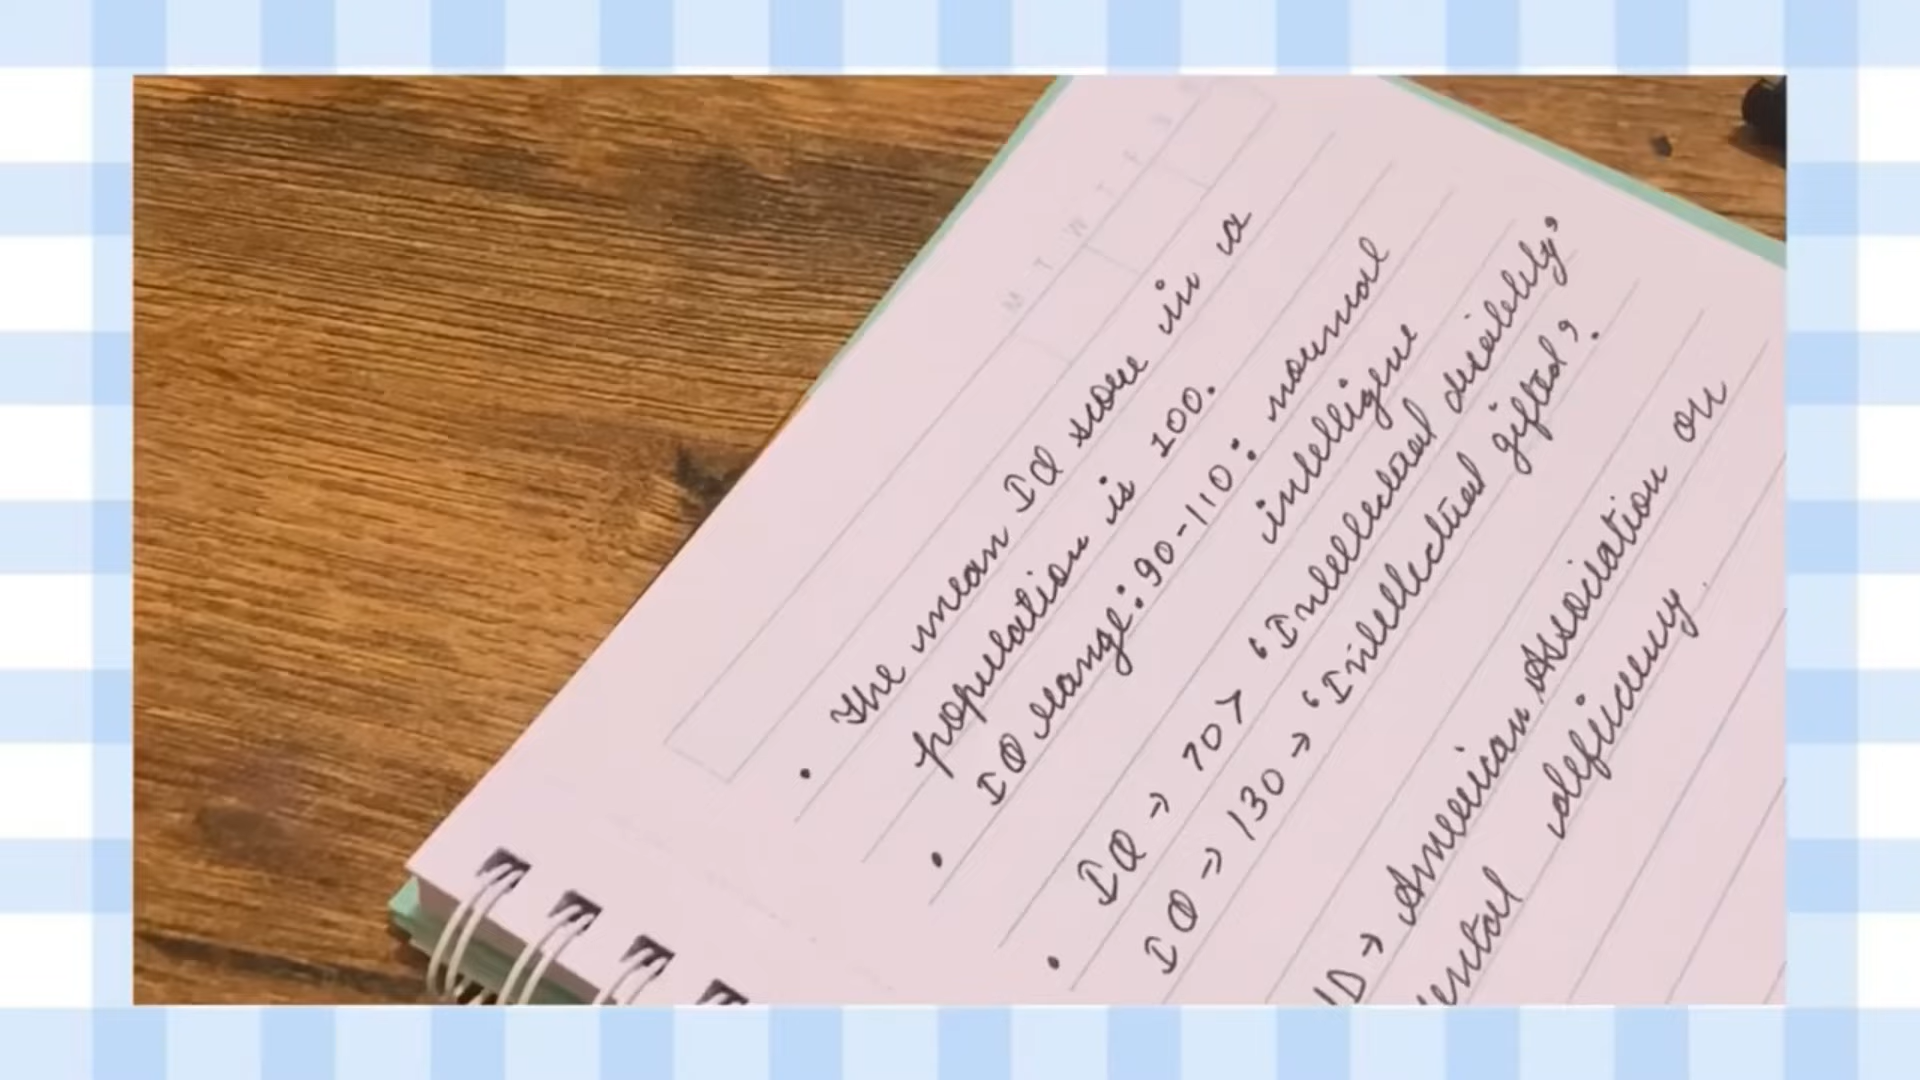 M T W T F S S
• The mean IQ score in a
population is 100.
• IQ range: 90-110: normal
intelligence
• IQ → 70> 'Intellectual disability'
IQ → 130 → 'Intellectual gifted'.
ID → American Association on
ental deficiency.